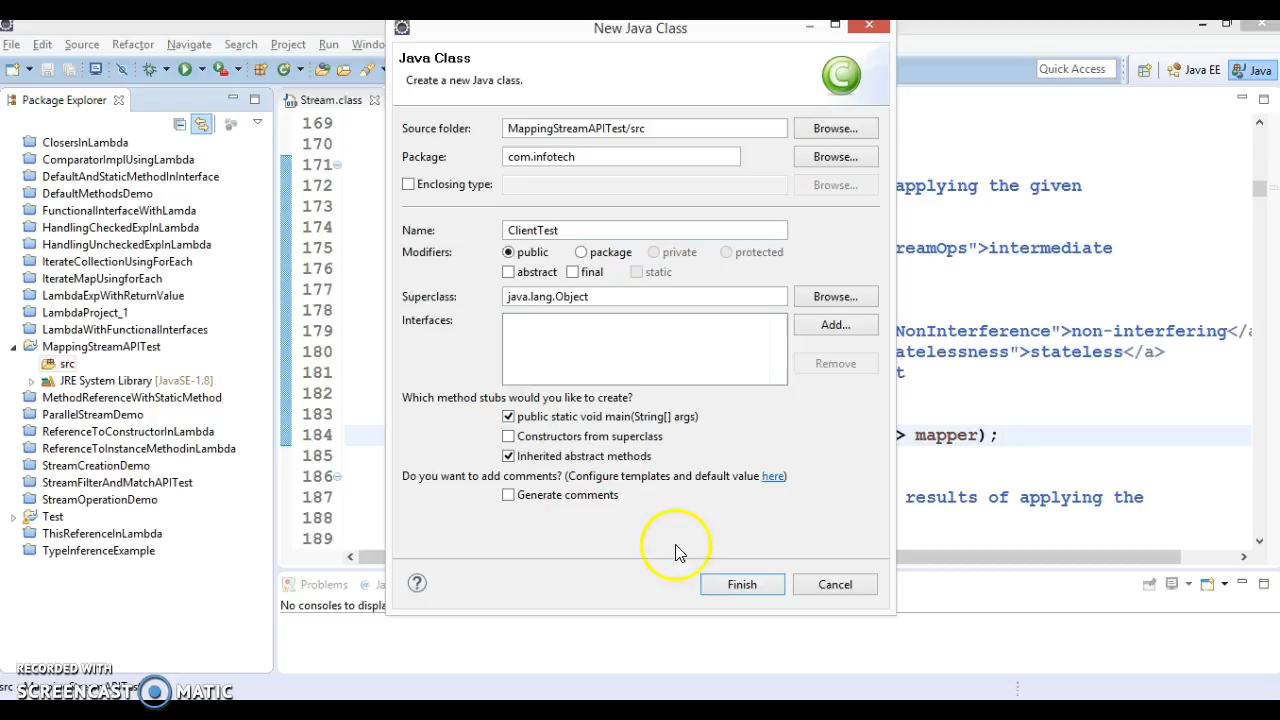 New Java Class
File Edit Source Refactor Navigate Search Project Run Windo
Java Class
Create a new Java class.
Quick Access
Java EE
Java
Package Explorer
Stream.class
ClosersInLambda
ComparatorImplUsingLambda
DefaultAndStaticMethodInInterface
DefaultMethodsDemo
FunctionalInterfaceWithLamda
HandlingCheckedExpInLambda
HandlingUncheckedExpInLambda
IterateCollectionUsingForEach
IterateMapUsingforEach
LambdaExpWithReturnValue
LambdaProject_1
LambdaWithFunctionalInterfaces
MappingStreamAPITest
src
JRE System Library [JavaSE-1.8]
MethodReferenceWithStaticMethod
ParallelStreamDemo
ReferenceToConstructorInLambda
ReferenceToInstanceMethodinLambda
StreamCreationDemo
StreamFilterAndMatchAPITest
StreamOperationDemo
Test
ThisReferenceInLambda
TypeInferenceExample
169
170
171
172
173
174
175
176
177
178
179
180
181
182
183
184
185
186
187
188
189
Source folder: MappingStreamAPITest/src Browse...
Package: com.infotech Browse...
Enclosing type: Browse...
Name: ClientTest
Modifiers: public package private protected
abstract final static
Superclass: java.lang.Object Browse...
Interfaces: Add...
Remove
Which method stubs would you like to create?
public static void main(String[] args)
Constructors from superclass
Inherited abstract methods
Do you want to add comments? (Configure templates and default value here)
Generate comments
Finish Cancel
applying the given
reamOps">intermediate
NonInterference">non-interfering</a
atelessness">stateless</a>
t
> mapper);
results of applying the
Problems @ Ja
No consoles to displa
RECORDED WITH
SCREENCAST MATIC